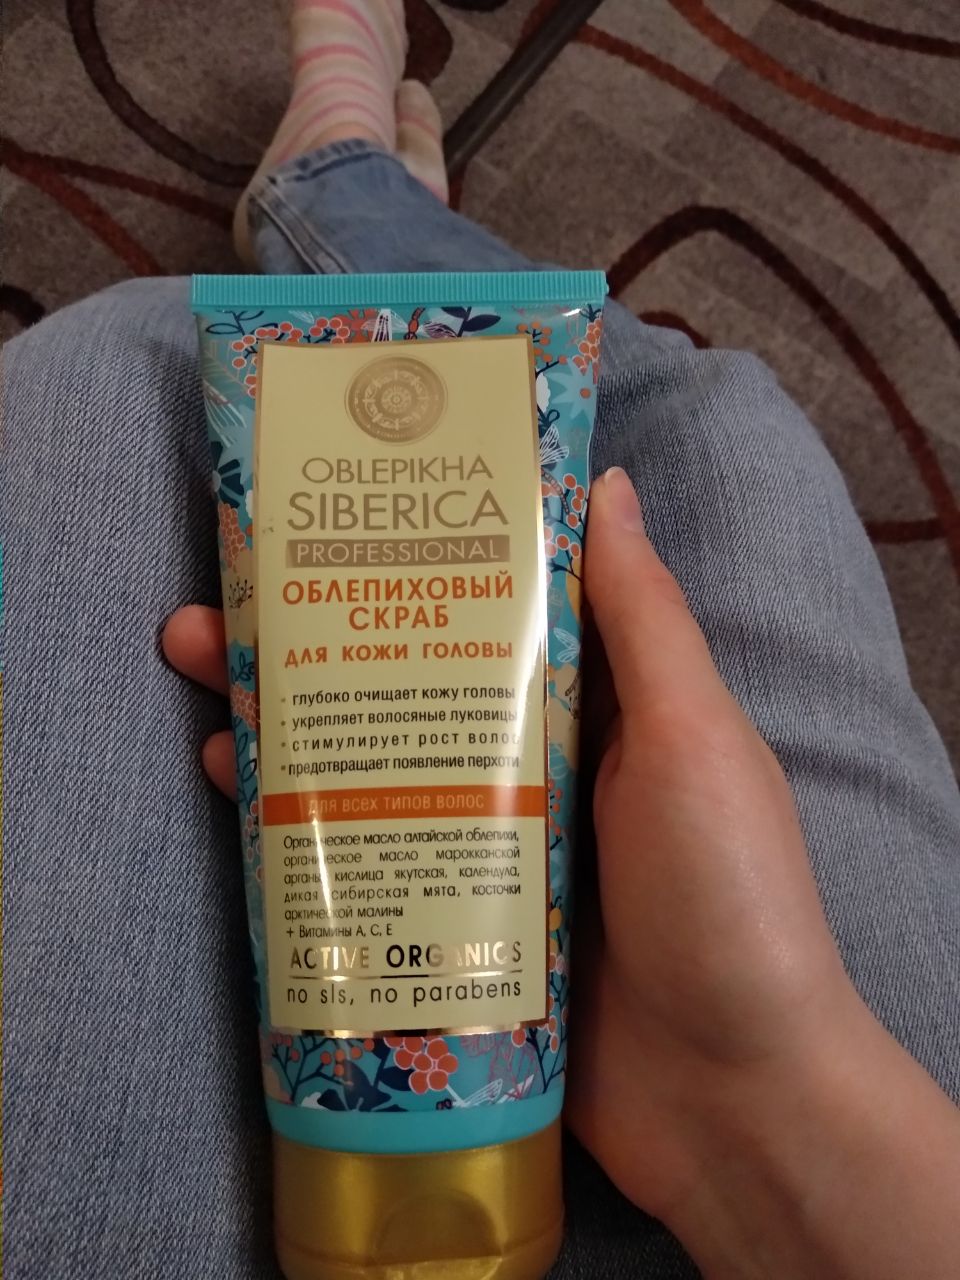 OBLEPIKHA
SIBERICA
PROFESSIONAL
ОБЛЕПИХОВЫЙ
СКРАБ
ДЛЯ КОЖИ ГОЛОВЫ
• глубоко очищает кожу головы
• укрепляет волосяные луковицы
• стимулирует рост волос
• предотвращает появление перхоти
для всех типов волос
Органическое масло алтайской облепихи,
органическое масло марокканской
арганы, кислица якутская, календула,
дикая сибирская мята, косточки
арктической малины
+ Витамины А, С, Е
ACTIVE ORGANICS
no sls, no parabens